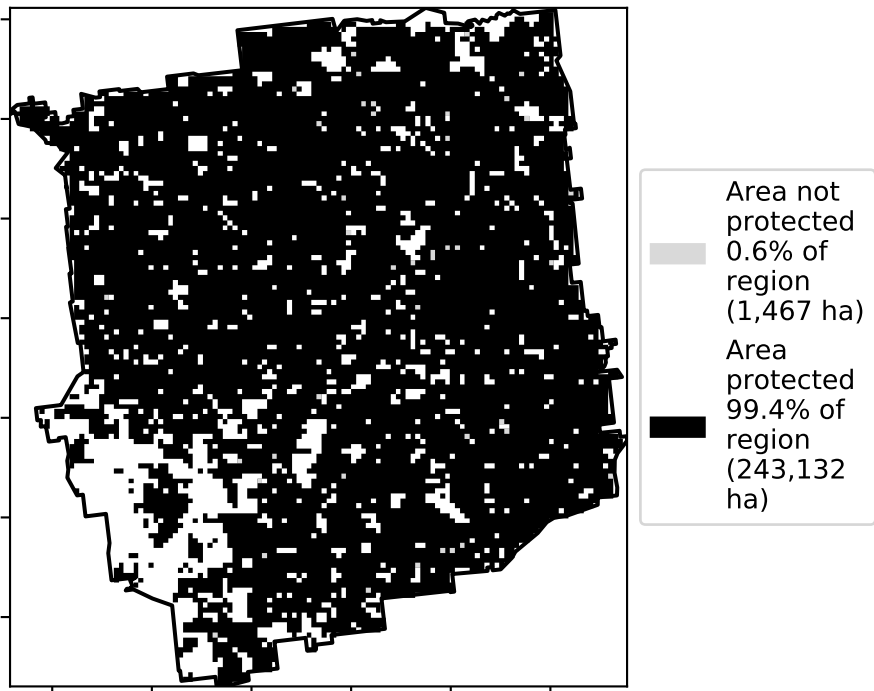 Area not
protected
0.6% of
region
(1,467 ha)
Area
protected
99.4% of
region
(243,132
ha)